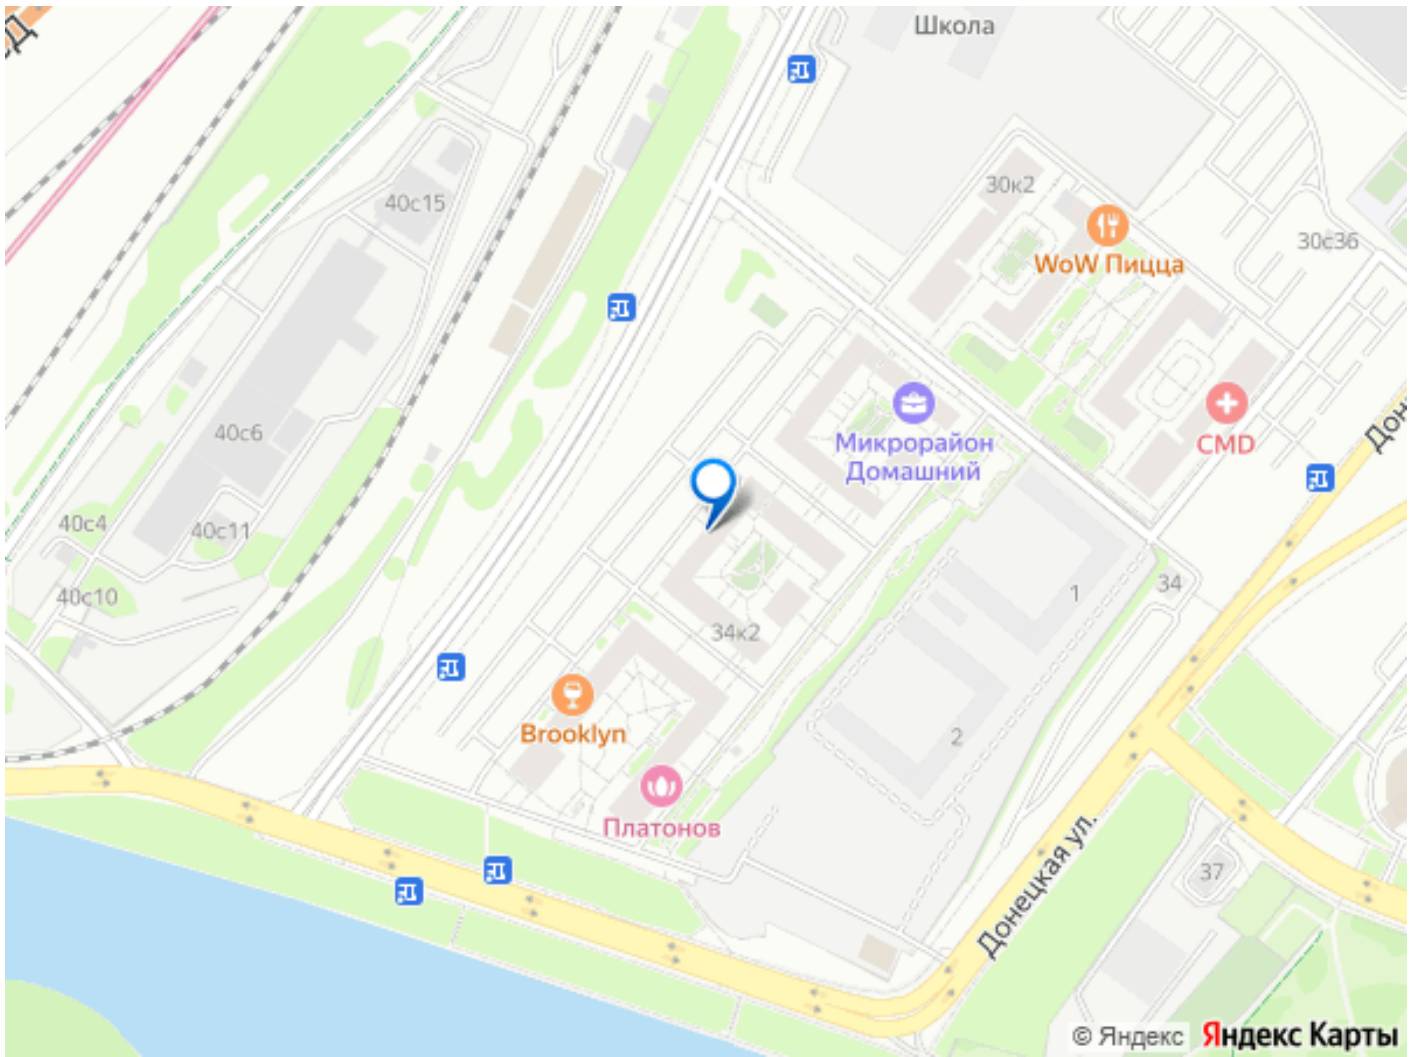 Школа
40с15
30к2
30с36
WoW Пицца
40с6
Микрорайон
Домашний
CMD
40с4
40с11
40с10
1
34
34к2
Brooklyn
2
Платонов
Донецкая ул.
37
© Яндекс
Яндекс Карты